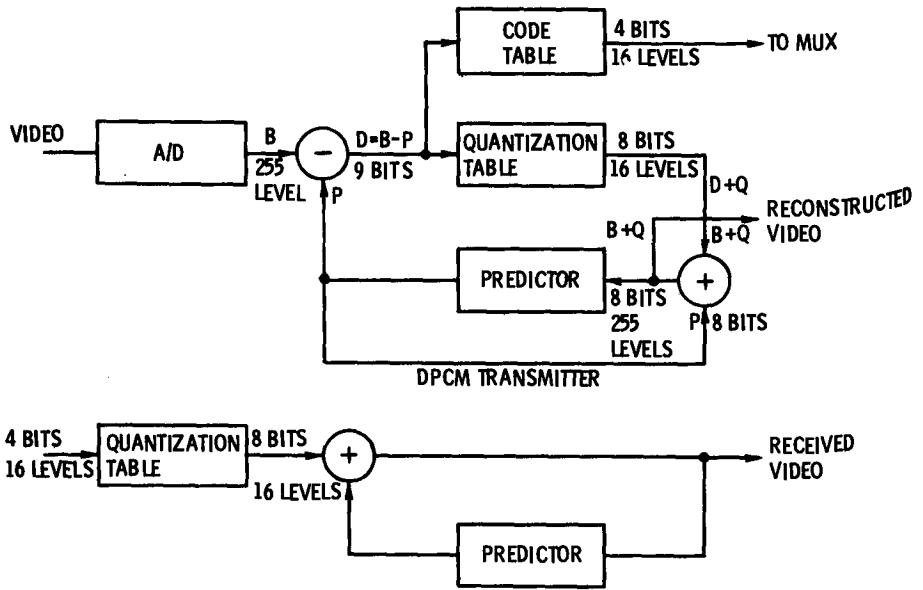 CODE
TABLE
4 BITS
16 LEVELS
TO MUX
VIDEO
A/D
B
255
LEVEL
−
P
D=B-P
9 BITS
QUANTIZATION
TABLE
8 BITS
16 LEVELS
D+Q
RECONSTRUCTED
VIDEO
B+Q
B+Q
PREDICTOR
8 BITS
255
LEVELS
+
P
8 BITS
DPCM TRANSMITTER
4 BITS
16 LEVELS
QUANTIZATION
TABLE
8 BITS
16 LEVELS
+
RECEIVED
VIDEO
PREDICTOR